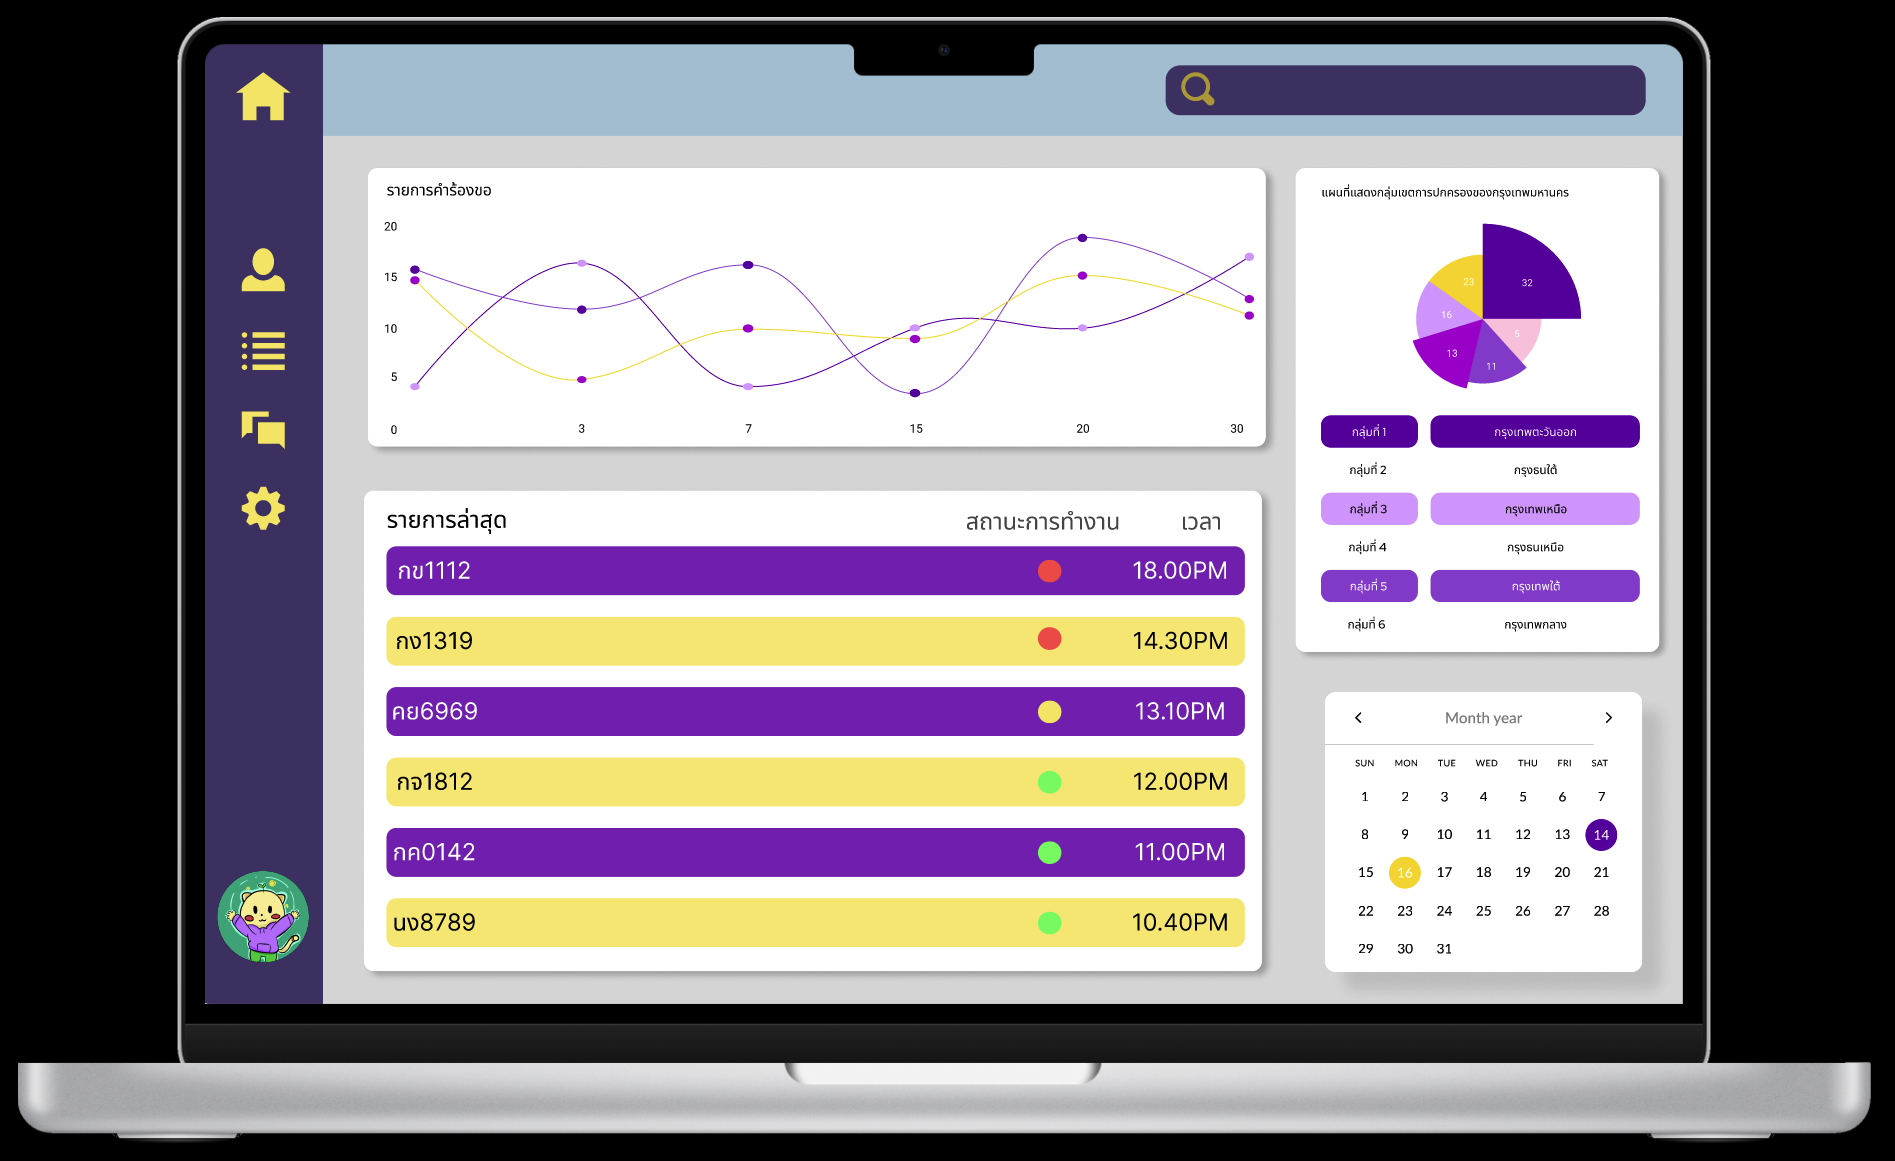 รายการคำร้องขอ
20
15
10
5
0
3
7
15
20
30
แผนที่แสดงกลุ่มเขตการปกครองของกรุงเทพมหานคร
23
32
16
5
13
11
กลุ่มที่ 1 กรุงเทพตะวันออก
กลุ่มที่ 2 กรุงธนใต้
กลุ่มที่ 3 กรุงเทพเหนือ
กลุ่มที่ 4 กรุงธนเหนือ
กลุ่มที่ 5 กรุงเทพใต้
กลุ่มที่ 6 กรุงเทพกลาง
รายการล่าสุด สถานะการทำงาน เวลา
กข1112 18.00PM
กง1319 14.30PM
คย6969 13.10PM
กจ1812 12.00PM
กค0142 11.00PM
นง8789 10.40PM
Month year
SUN MON TUE WED THU FRI SAT
1 2 3 4 5 6 7
8 9 10 11 12 13 14
15 16 17 18 19 20 21
22 23 24 25 26 27 28
29 30 31